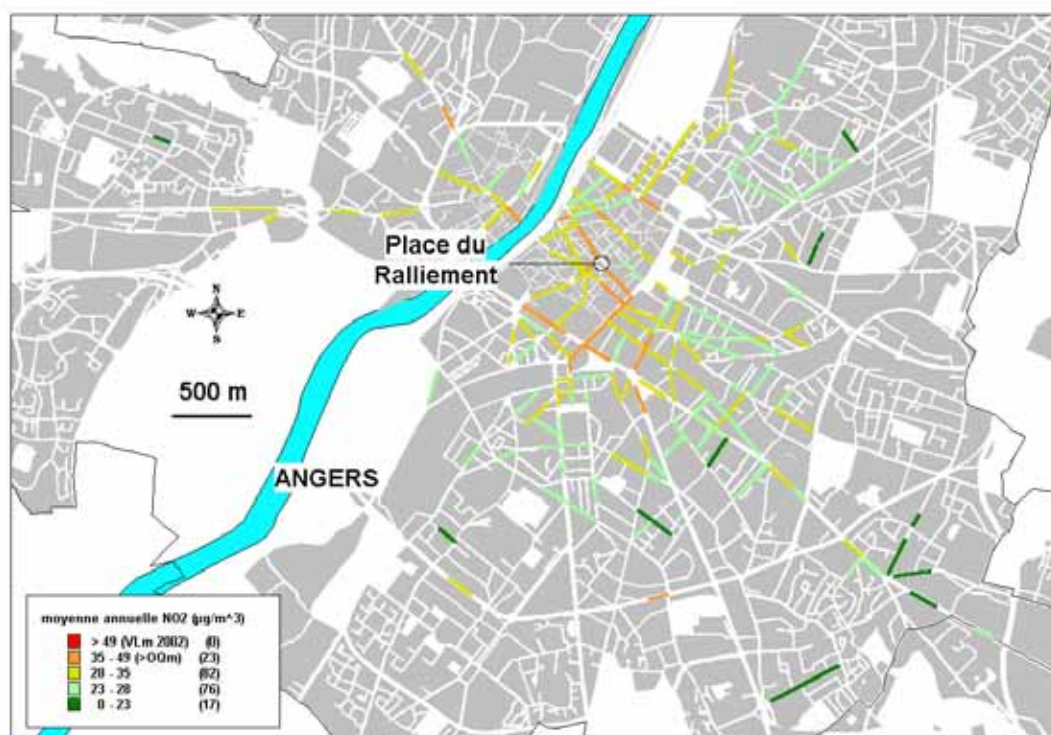 Place du
Ralliement
N
W E
S
500 m
ANGERS
moyenne annuelle NO2 (µg/m^3)
> 49 (VLm 2002) (0)
35 - 49 (>OQm) (23)
28 - 35 (82)
23 - 28 (76)
0 - 23 (17)